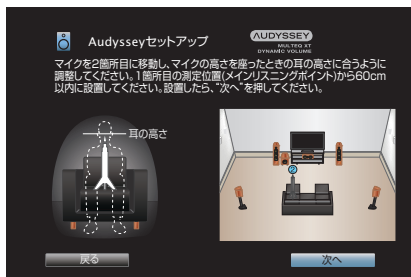 Audysseyセットアップ
AUDYSSEY
MULTEQ XT
DYNAMIC VOLUME
マイクを2箇所目に移動し、マイクの高さを座ったときの耳の高さに合うように
調整してください。1箇所目の測定位置(メインリスニングポイント)から60cm
以内に設置してください。設置したら、“次へ”を押してください。
耳の高さ
戻る
次へ